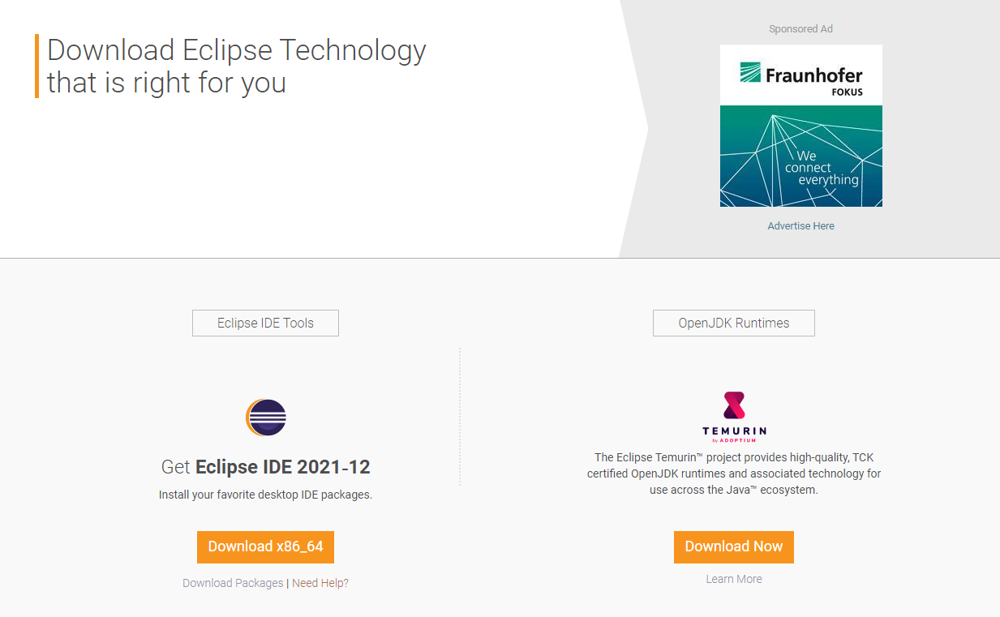 Download Eclipse Technology
that is right for you
Sponsored Ad
Fraunhofer
FOKUS
We
connect
everything
Advertise Here
Eclipse IDE Tools
Get Eclipse IDE 2021‑12
Install your favorite desktop IDE packages.
Download x86_64
Download Packages | Need Help?
OpenJDK Runtimes
TEMURIN
by ADOPTIUM
The Eclipse Temurin™ project provides high-quality, TCK
certified OpenJDK runtimes and associated technology for
use across the Java™ ecosystem.
Download Now
Learn More